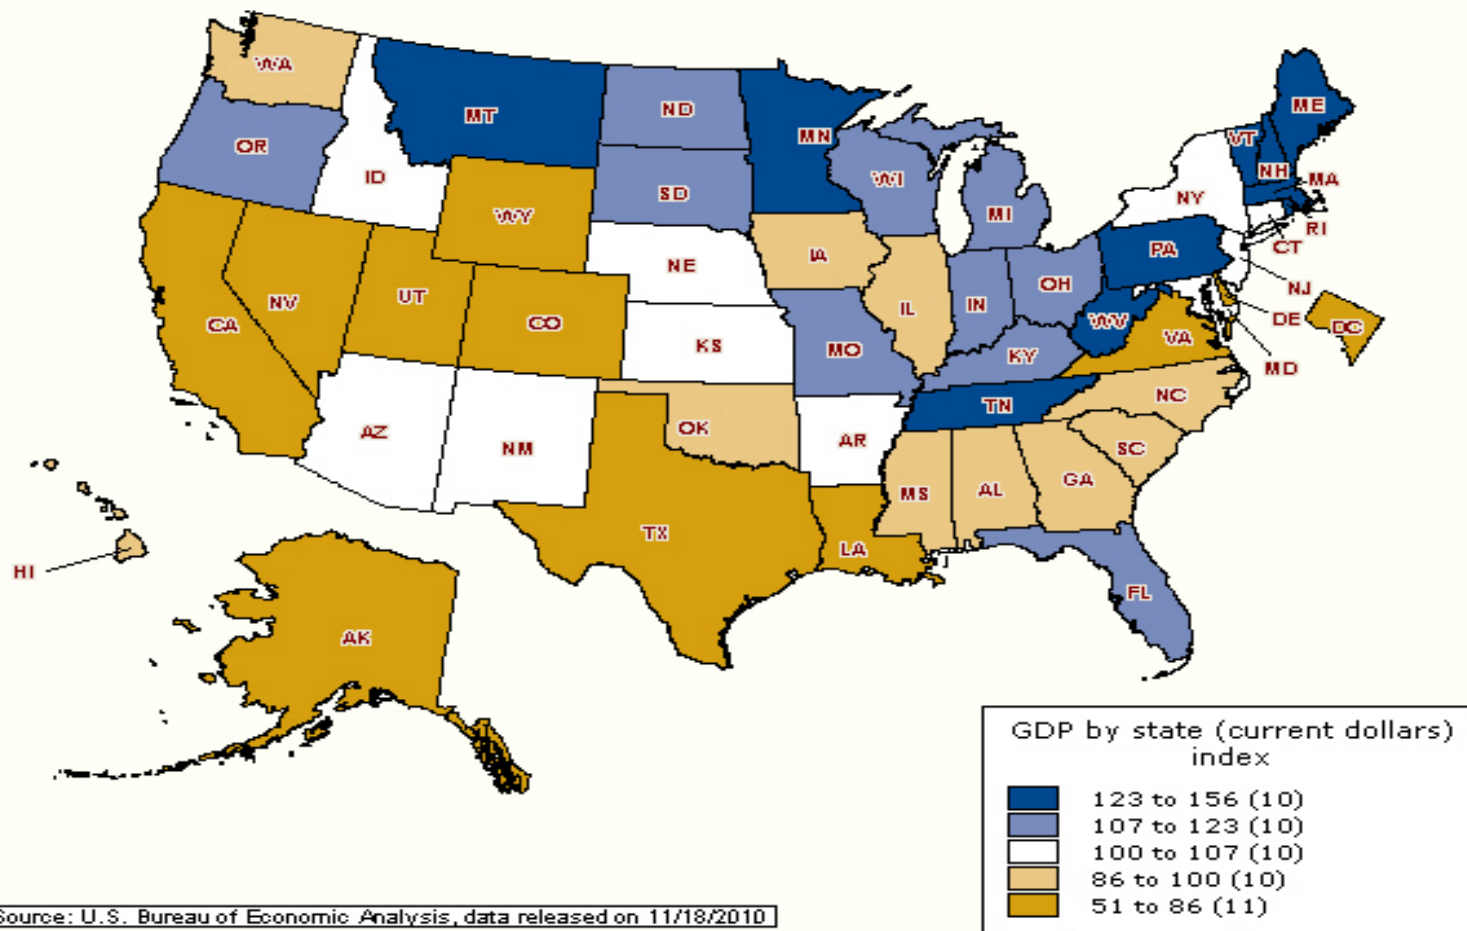 WA
ME
MT
ND
MN
VT
OR
NH
ID
WI
MA
SD
NY
WY
MI
RI
CT
PA
IA
NE
OH
NJ
UT
NV
IN
IL
CO
WV
DE
CA
DC
VA
KS
MO
KY
MD
NC
TN
AZ
OK
AR
NM
SC
GA
AL
MS
TX
LA
HI
FL
AK
GDP by state (current dollars)
index
123 to 156 (10)
107 to 123 (10)
100 to 107 (10)
86 to 100 (10)
51 to 86 (11)
Source: U.S. Bureau of Economic Analysis, data released on 11/18/2010